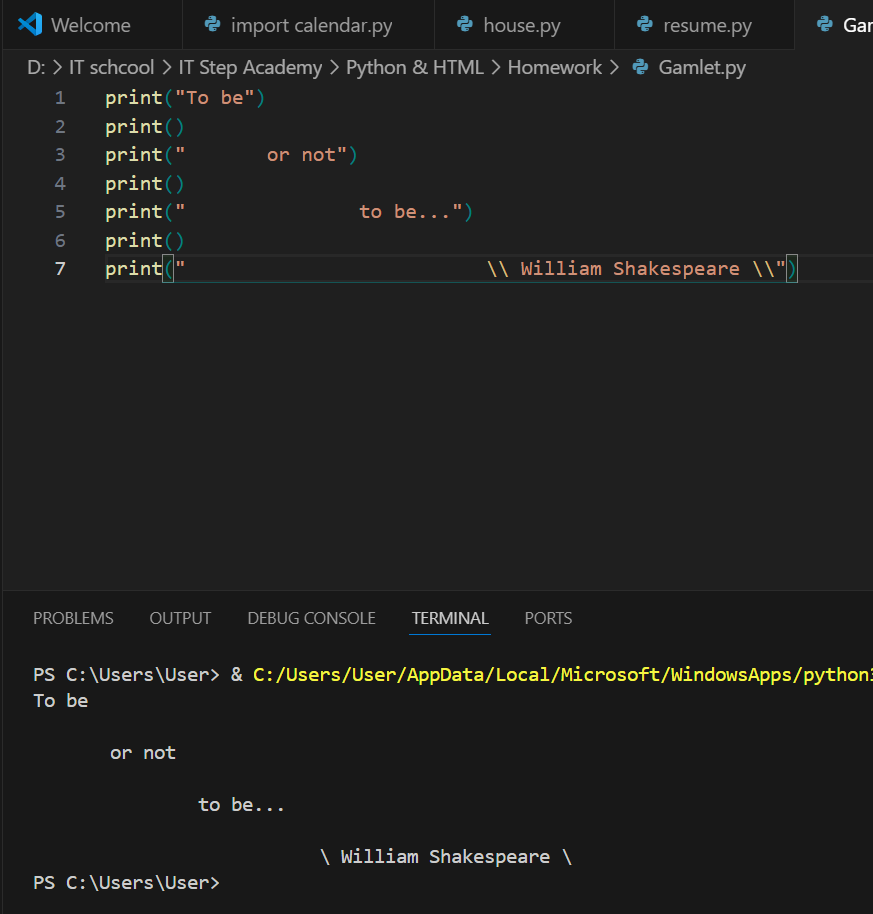 Welcome import calendar.py house.py resume.py Gam
D: > IT schcool > IT Step Academy > Python & HTML > Homework > Gamlet.py
1 print("To be")
2 print()
3 print("       or not")
4 print()
5 print("               to be...")
6 print()
7 print("                          \\ William Shakespeare \\")
PROBLEMS OUTPUT DEBUG CONSOLE TERMINAL PORTS
PS C:\Users\User> & C:/Users/User/AppData/Local/Microsoft/WindowsApps/python3
To be
       or not
               to be...
                          \ William Shakespeare \
PS C:\Users\User>